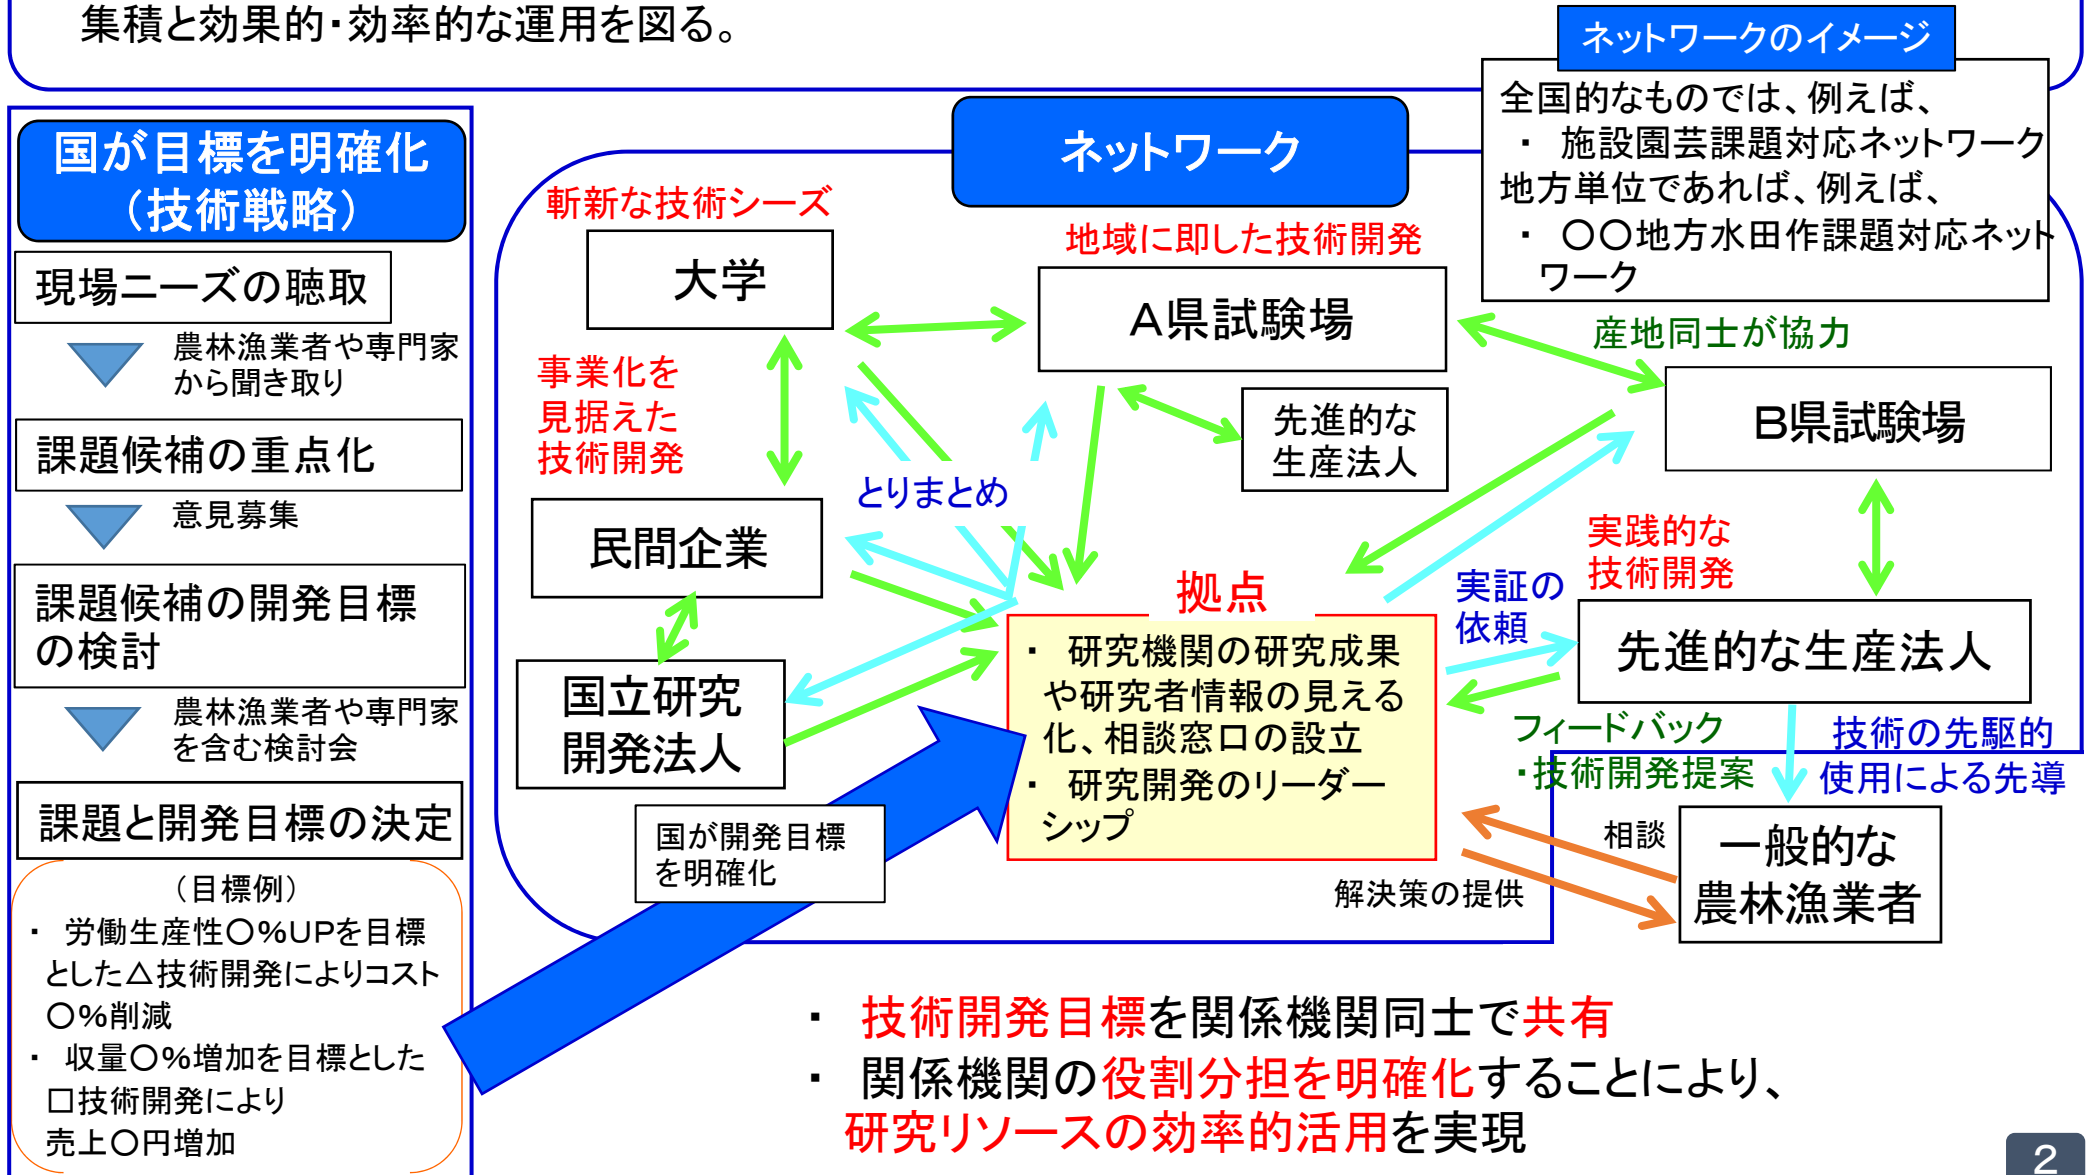 集積と効果的・効率的な運用を図る。
ネットワークのイメージ
全国的なものでは、例えば、
・　施設園芸課題対応ネットワーク
地方単位であれば、例えば、
・　〇〇地方水田作課題対応ネット
ワーク
国が目標を明確化
（技術戦略）
現場ニーズの聴取
農林漁業者や専門家
から聞き取り
課題候補の重点化
意見募集
課題候補の開発目標
の検討
農林漁業者や専門家
を含む検討会
課題と開発目標の決定
（目標例）
・　労働生産性〇％ＵＰを目標
とした△技術開発によりコスト
〇％削減
・　収量〇％増加を目標とした
□技術開発により
売上〇円増加
ネットワーク
斬新な技術シーズ
大学
地域に即した技術開発
Ａ県試験場
産地同士が協力
事業化を
見据えた
技術開発
先進的な
生産法人
Ｂ県試験場
とりまとめ
民間企業
実践的な
技術開発
拠点
実証の
依頼
・　研究機関の研究成果
や研究者情報の見える
化、相談窓口の設立
・　研究開発のリーダー
シップ
先進的な生産法人
国立研究
開発法人
フィードバック
・技術開発提案
技術の先駆的
使用による先導
国が開発目標
を明確化
相談
一般的な
農林漁業者
解決策の提供
・　技術開発目標を関係機関同士で共有
・　関係機関の役割分担を明確化することにより、
研究リソースの効率的活用を実現
2